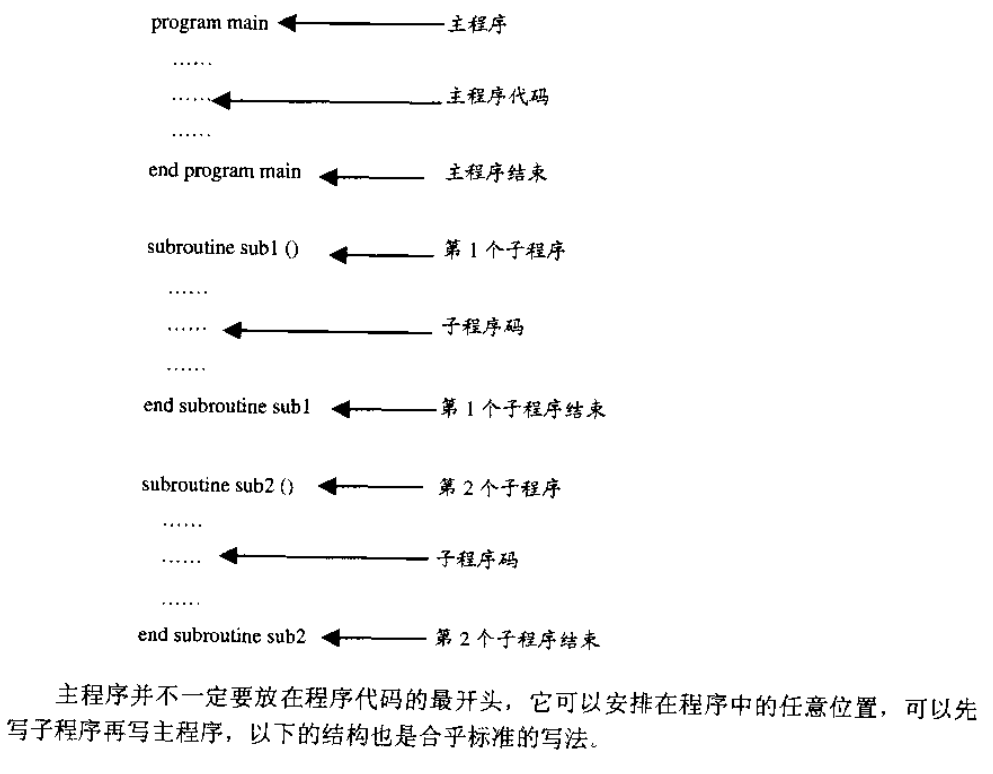 program main 主程序
……
…… 主程序代码
……
end program main 主程序结束
subroutine sub1 () 第 1 个子程序
……
…… 子程序码
……
end subroutine sub1 第 1 个子程序结束
subroutine sub2 () 第 2 个子程序
……
…… 子程序码
……
end subroutine sub2 第 2 个子程序结束
主程序并不一定要放在程序代码的最开头，它可以安排在程序中的任意位置，可以先
写子程序再写主程序，以下的结构也是合乎标准的写法。